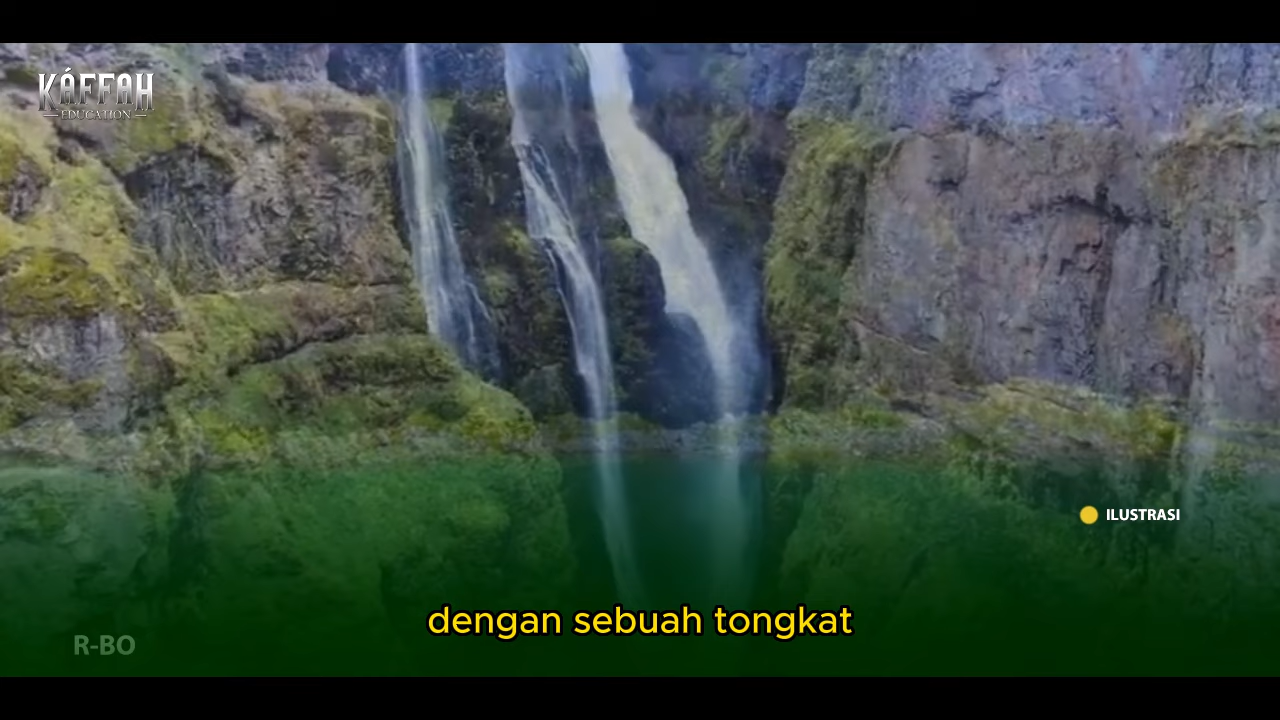 KÁFFAH
EDUCATION
ILUSTRASI
dengan sebuah tongkat
R-BO